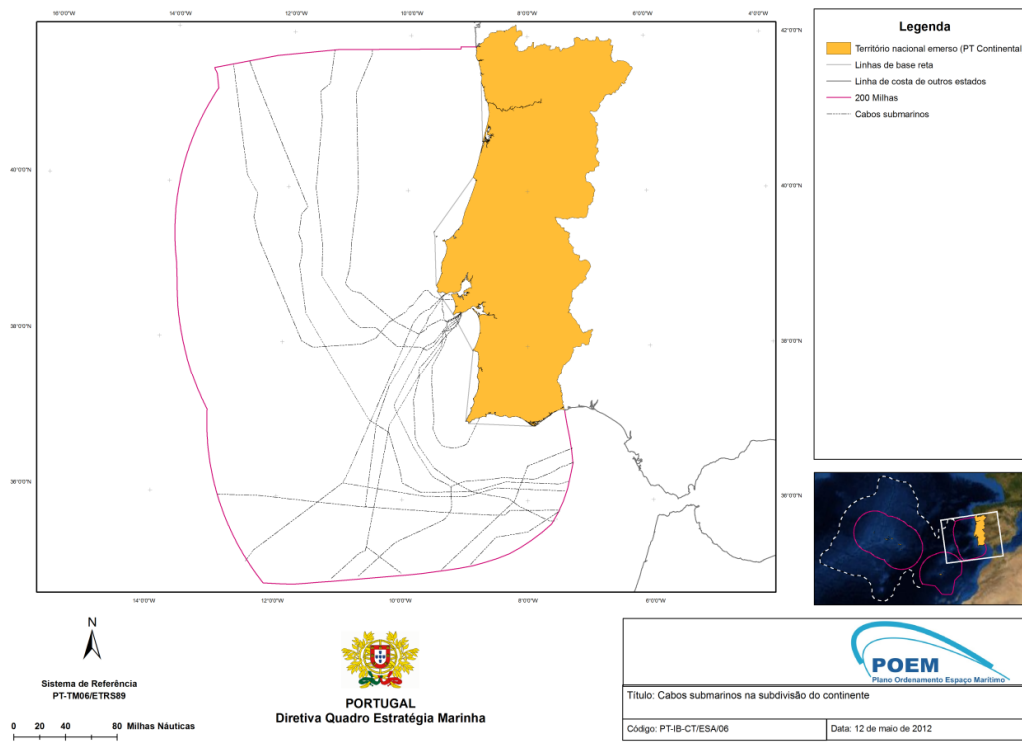 16°0'0"W 14°0'0"W 12°0'0"W 10°0'0"W 8°0'0"W 6°0'0"W 4°0'0"W
42°0'0"N
40°0'0"N 40°0'0"N
38°0'0"N 38°0'0"N
36°0'0"N 36°0'0"N
14°0'0"W 12°0'0"W 10°0'0"W 8°0'0"W 6°0'0"W
Legenda
Território nacional emerso (PT Continental
Linhas de base reta
Linha de costa de outros estados
200 Milhas
Cabos submarinos
N
Sistema de Referência
PT-TM06/ETRS89
0 20 40 80 Milhas Náuticas
PORTUGAL
Diretiva Quadro Estratégia Marinha
POEM
Plano Ordenamento Espaço Marítimo
Título: Cabos submarinos na subdivisão do continente
Código: PT-IB-CT/ESA/06
Data: 12 de maio de 2012